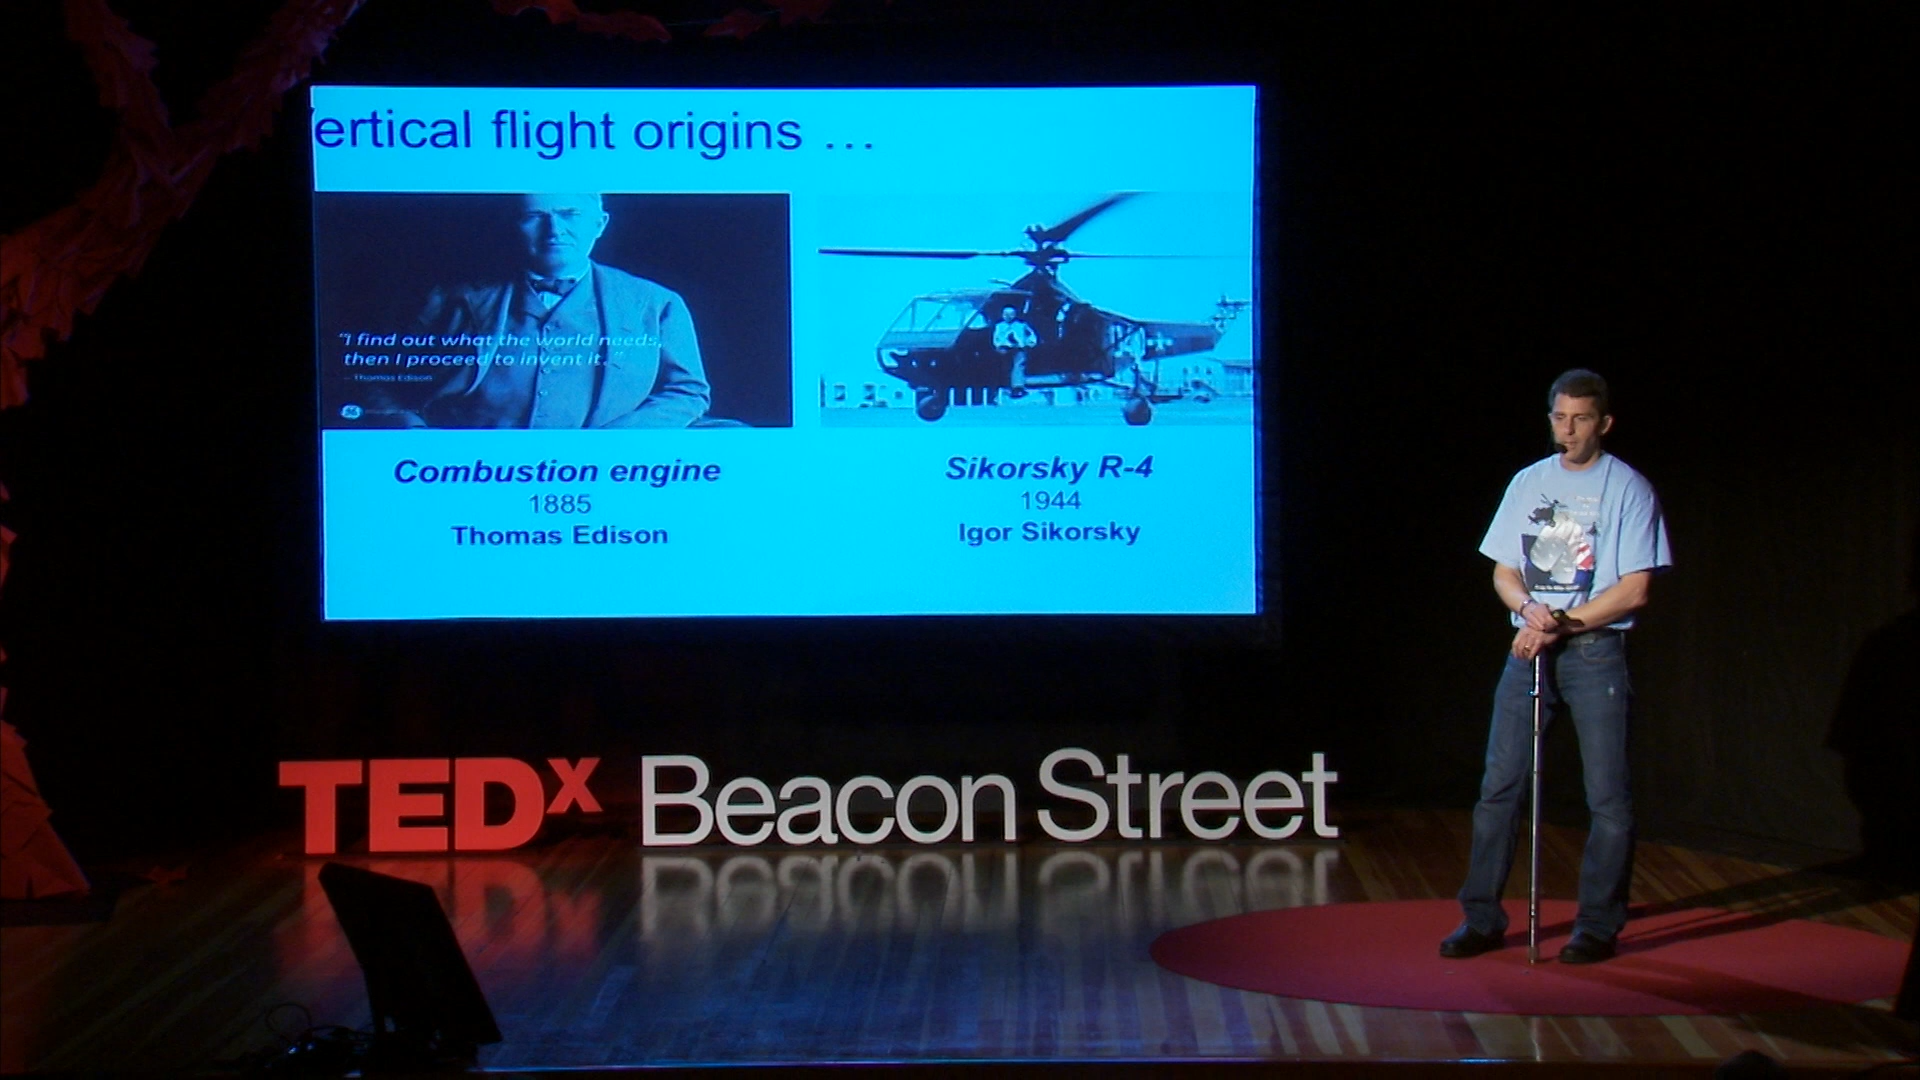 ertical flight origins ...
"I find out what the world needs,
then I proceed to invent it."
- Thomas Edison
Combustion engine
1885
Thomas Edison
Sikorsky R-4
1944
Igor Sikorsky
TEDx Beacon Street